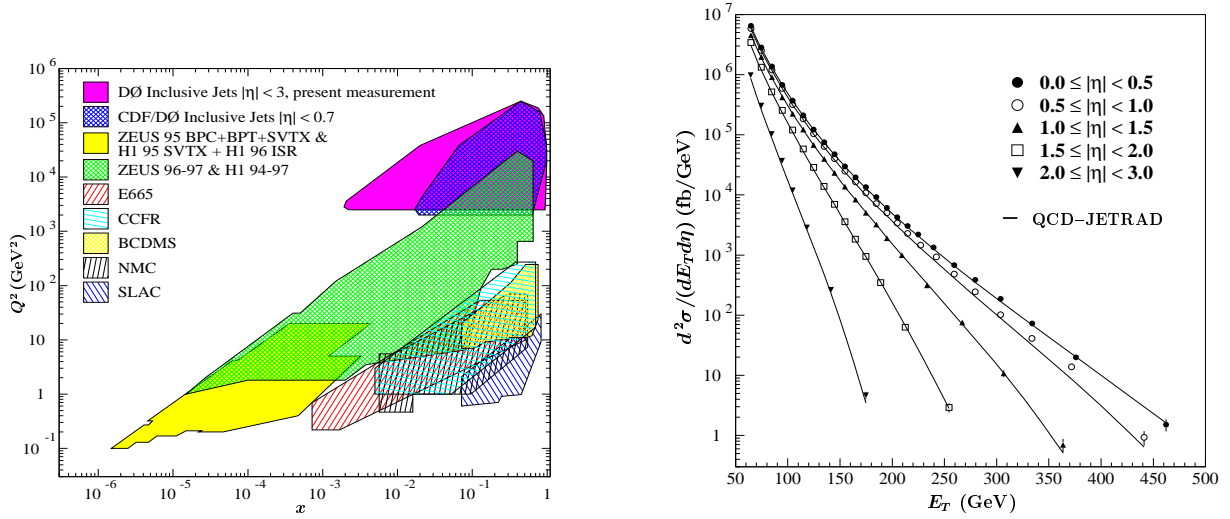 10 6
10 5
10 4
10 3
10 2
10
1
10 -1
Q² (GeV²)
DØ Inclusive Jets |η| < 3, present measurement
CDF/DØ Inclusive Jets |η| < 0.7
ZEUS 95 BPC+BPT+SVTX &
H1 95 SVTX + H1 96 ISR
ZEUS 96-97 & H1 94-97
E665
CCFR
BCDMS
NMC
SLAC
10 -6 10 -5 10 -4 10 -3 10 -2 10 -1 1
x
10 7
10 6
10 5
10 4
10 3
10 2
10
1
d²σ/(dE_T dη) (fb/GeV)
0.0 ≤ |η| < 0.5
0.5 ≤ |η| < 1.0
1.0 ≤ |η| < 1.5
1.5 ≤ |η| < 2.0
2.0 ≤ |η| < 3.0
QCD–JETRAD
50 100 150 200 250 300 350 400 450 500
E_T (GeV)